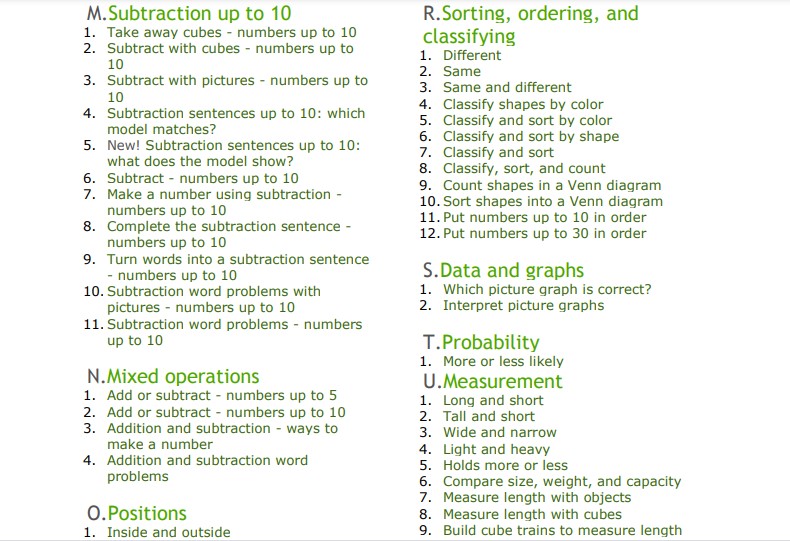 M.Subtraction up to 10
1. Take away cubes - numbers up to 10
2. Subtract with cubes - numbers up to
10
3. Subtract with pictures - numbers up to
10
4. Subtraction sentences up to 10: which
model matches?
5. New! Subtraction sentences up to 10:
what does the model show?
6. Subtract - numbers up to 10
7. Make a number using subtraction -
numbers up to 10
8. Complete the subtraction sentence -
numbers up to 10
9. Turn words into a subtraction sentence
- numbers up to 10
10. Subtraction word problems with
pictures - numbers up to 10
11. Subtraction word problems - numbers
up to 10
N.Mixed operations
1. Add or subtract - numbers up to 5
2. Add or subtract - numbers up to 10
3. Addition and subtraction - ways to
make a number
4. Addition and subtraction word
problems
O.Positions
1. Inside and outside
R.Sorting, ordering, and
classifying
1. Different
2. Same
3. Same and different
4. Classify shapes by color
5. Classify and sort by color
6. Classify and sort by shape
7. Classify and sort
8. Classify, sort, and count
9. Count shapes in a Venn diagram
10. Sort shapes into a Venn diagram
11. Put numbers up to 10 in order
12. Put numbers up to 30 in order
S.Data and graphs
1. Which picture graph is correct?
2. Interpret picture graphs
T.Probability
1. More or less likely
U.Measurement
1. Long and short
2. Tall and short
3. Wide and narrow
4. Light and heavy
5. Holds more or less
6. Compare size, weight, and capacity
7. Measure length with objects
8. Measure length with cubes
9. Build cube trains to measure length